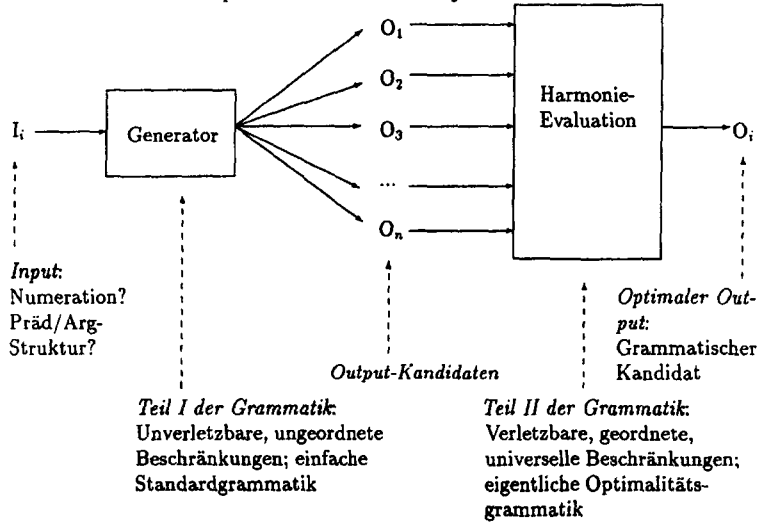 O₁
O₂
Harmonie-
Evaluation
Iᵢ
Generator
O₃
Oᵢ
...
Oₙ
Input:
Numeration?
Präd/Arg-
Struktur?
Optimaler Out-
put:
Grammatischer
Kandidat
Output-Kandidaten
Teil I der Grammatik:
Unverletzbare, ungeordnete
Beschränkungen; einfache
Standardgrammatik
Teil II der Grammatik:
Verletzbare, geordnete,
universelle Beschränkungen;
eigentliche Optimalitäts-
grammatik